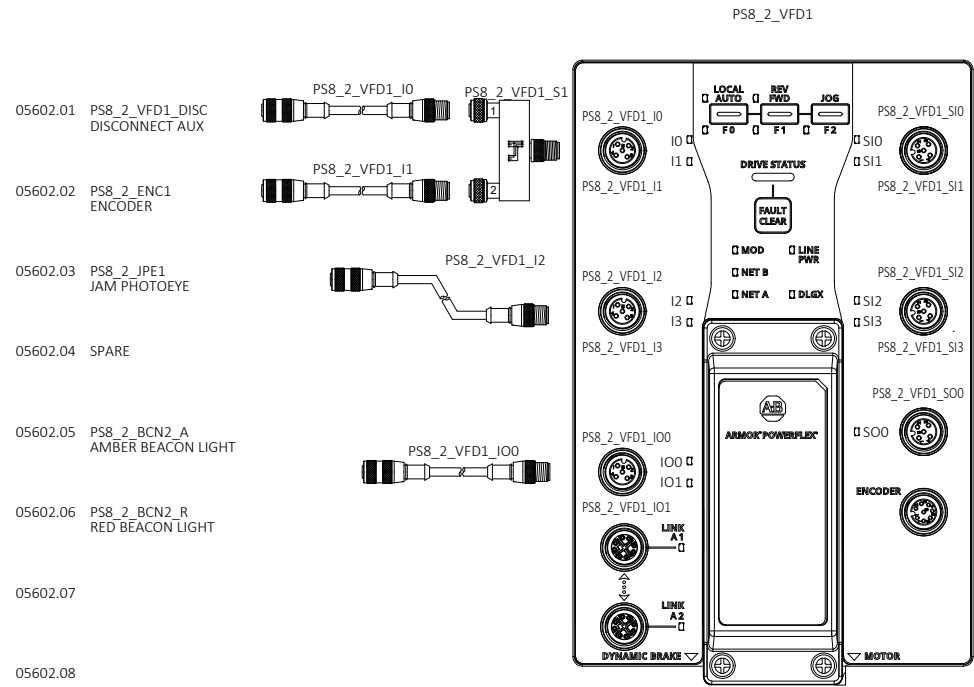 PS8_2_VFD1
05602.01 PS8_2_VFD1_DISC
DISCONNECT AUX
PS8_2_VFD1_I0
PS8_2_VFD1_S1
1
05602.02 PS8_2_ENC1
ENCODER
PS8_2_VFD1_I1
2
05602.03 PS8_2_JPE1
JAM PHOTOEYE
PS8_2_VFD1_I2
05602.04 SPARE
05602.05 PS8_2_BCN2_A
AMBER BEACON LIGHT
PS8_2_VFD1_IO0
05602.06 PS8_2_BCN2_R
RED BEACON LIGHT
05602.07
05602.08
LOCAL
AUTO
REV
FWD
JOG
F0
F1
F2
PS8_2_VFD1_I0
I0
I1
PS8_2_VFD1_I1
DRIVE STATUS
FAULT
CLEAR
PS8_2_VFD1_SI0
SI0
SI1
PS8_2_VFD1_SI1
MOD
LINE
PWR
NET B
NET A
DLGX
PS8_2_VFD1_I2
I2
I3
PS8_2_VFD1_I3
PS8_2_VFD1_SI2
SI2
SI3
PS8_2_VFD1_SI3
AB
ARMOR POWERFLEX
PS8_2_VFD1_SO0
SO0
PS8_2_VFD1_IO0
IO0
IO1
PS8_2_VFD1_IO1
ENCODER
LINK
A1
LINK
A2
DYNAMIC BRAKE
MOTOR